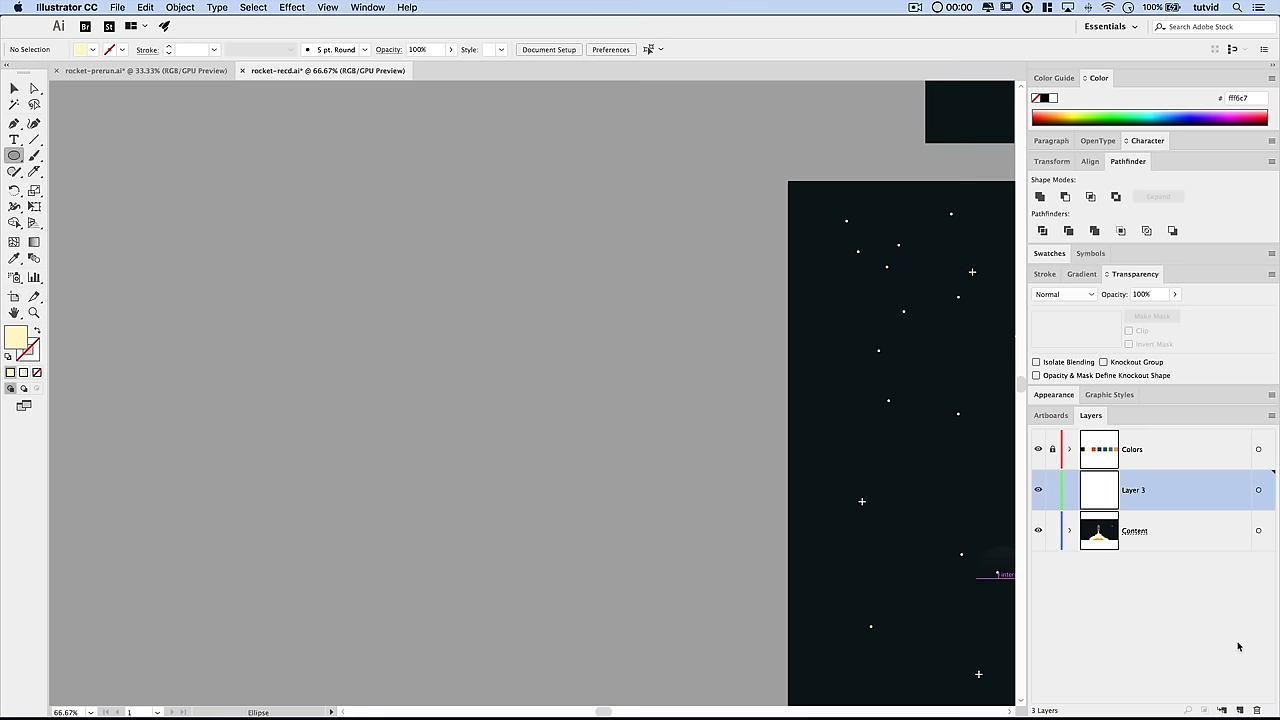 Illustrator CC File Edit Object Type Select Effect View Window Help 00:00 100% tutvid
Ai Br St Essentials Search Adobe Stock
No Selection Stroke: 5 pt. Round Opacity: 100% Style: Document Setup Preferences
× rocket-prerun.ai* @ 33.33% (RGB/GPU Preview) × rocket-recd.ai* @ 66.67% (RGB/GPU Preview)
Color Guide Color
# fff6c7
Paragraph OpenType Character
Transform Align Pathfinder
Shape Modes:
Expand
Pathfinders:
Swatches Symbols
Stroke Gradient Transparency
Normal Opacity: 100%
Make Mask
Clip
Invert Mask
Isolate Blending Knockout Group
Opacity & Mask Define Knockout Shape
Appearance Graphic Styles
Artboards Layers
Colors
Layer 3
Content
66.67% 1 Ellipse
3 Layers